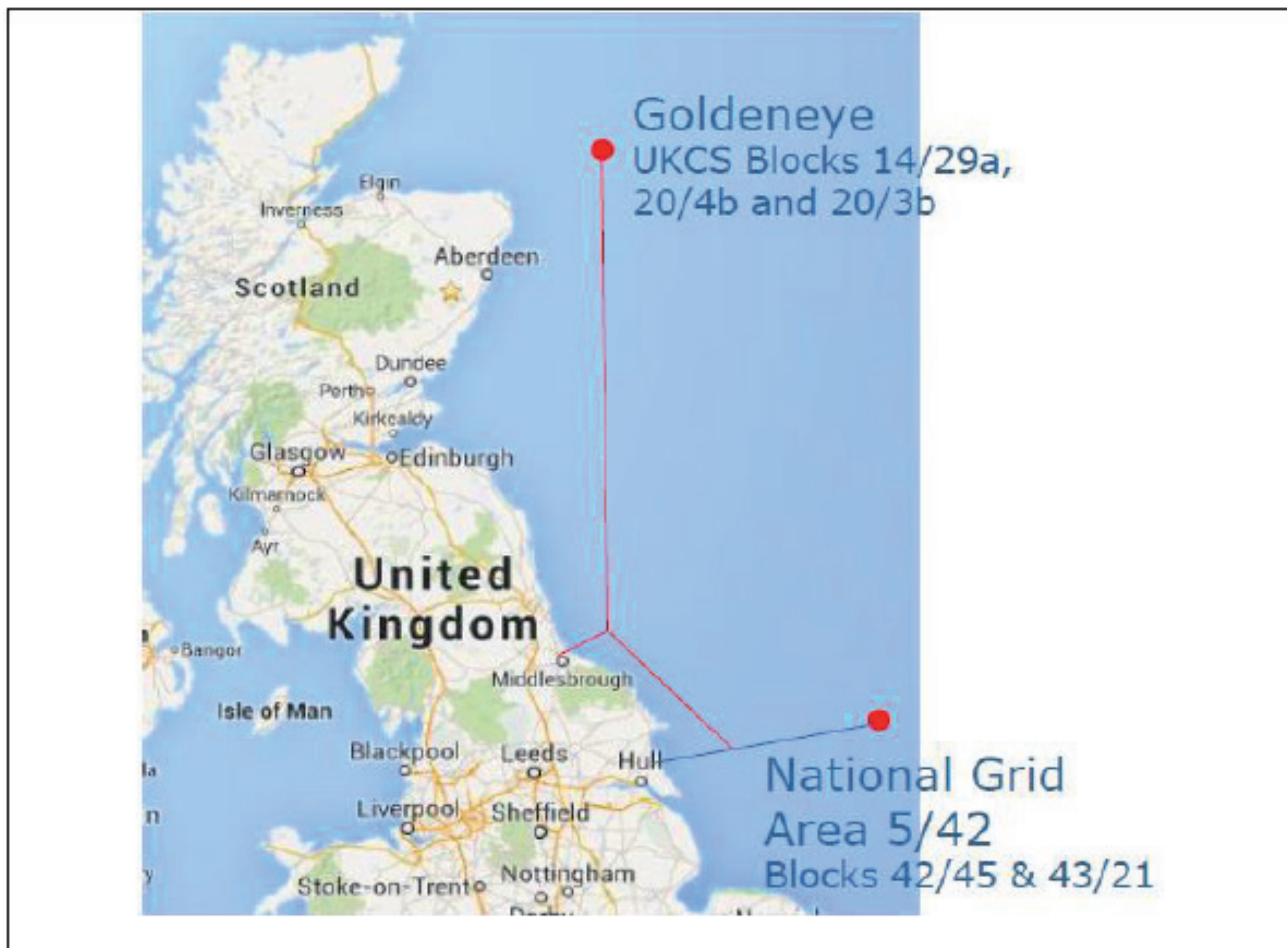 Goldeneye
UKCS Blocks 14/29a,
20/4b and 20/3b
Elgin
Inverness
Aberdeen
Scotland
Dundee
Perth
Kirkcaldy
Glasgow
Edinburgh
Kilmarnock
Ayr
United
Kingdom
Bangor
Middlesbrough
Isle of Man
Blackpool
Leeds
Hull
National Grid
Area 5/42
Blocks 42/45 & 43/21
Liverpool
Sheffield
Stoke-on-Trent
Nottingham